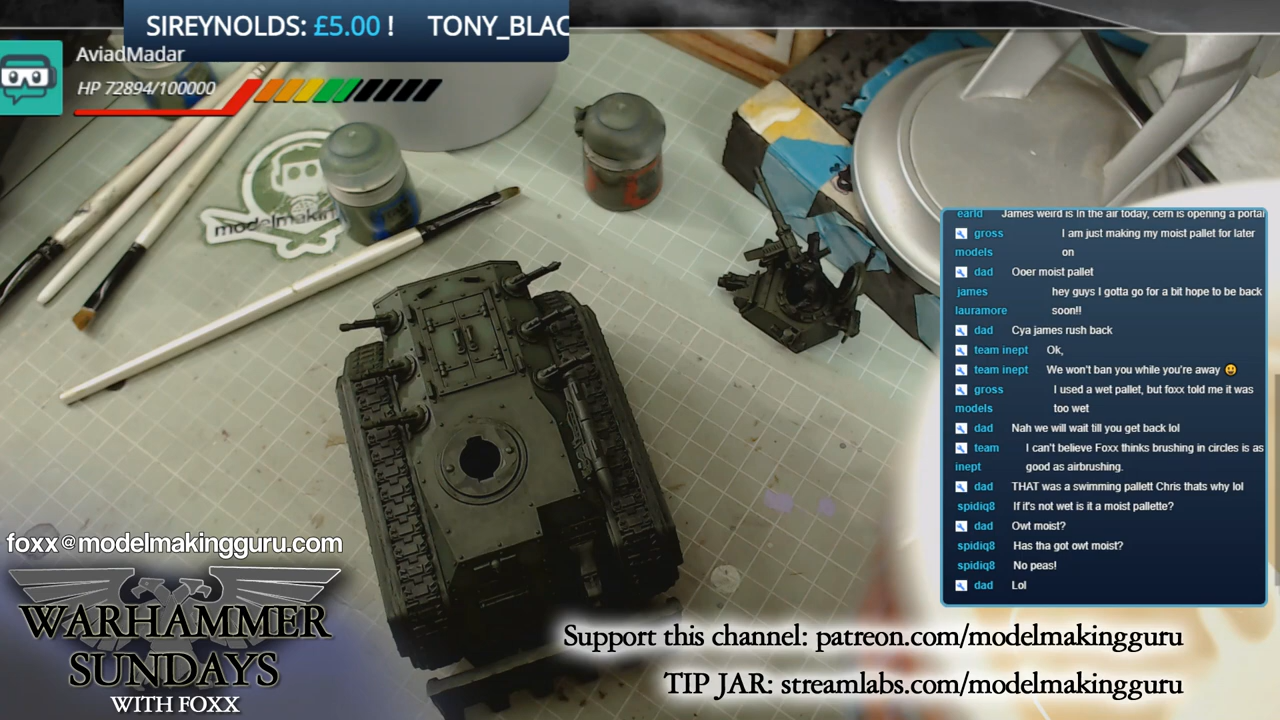 SIREYNOLDS: £5.00 ! TONY_BLAC
AviadMadar
HP 72894/100000
modelmakin
earld James weird is In the air today, cern is opening a portal
gross I am just making my moist pallet for later
models on
dad Ooer moist pallet
james hey guys I gotta go for a bit hope to be back
lauramore soon!!
dad Cya james rush back
team inept Ok,
team inept We won't ban you while you're away
gross I used a wet pallet, but foxx told me it was
models too wet
dad Nah we will wait till you get back lol
team I can't believe Foxx thinks brushing in circles is as
inept good as airbrushing.
dad THAT was a swimming pallett Chris thats why lol
spidiq8 If it's not wet is it a moist pallette?
dad Owt moist?
spidiq8 Has tha got owt moist?
spidiq8 No peas!
dad Lol
foxx@modelmakingguru.com
WARHAMMER
SUNDAYS
WITH FOXX
Support this channel: patreon.com/modelmakingguru
TIP JAR: streamlabs.com/modelmakingguru